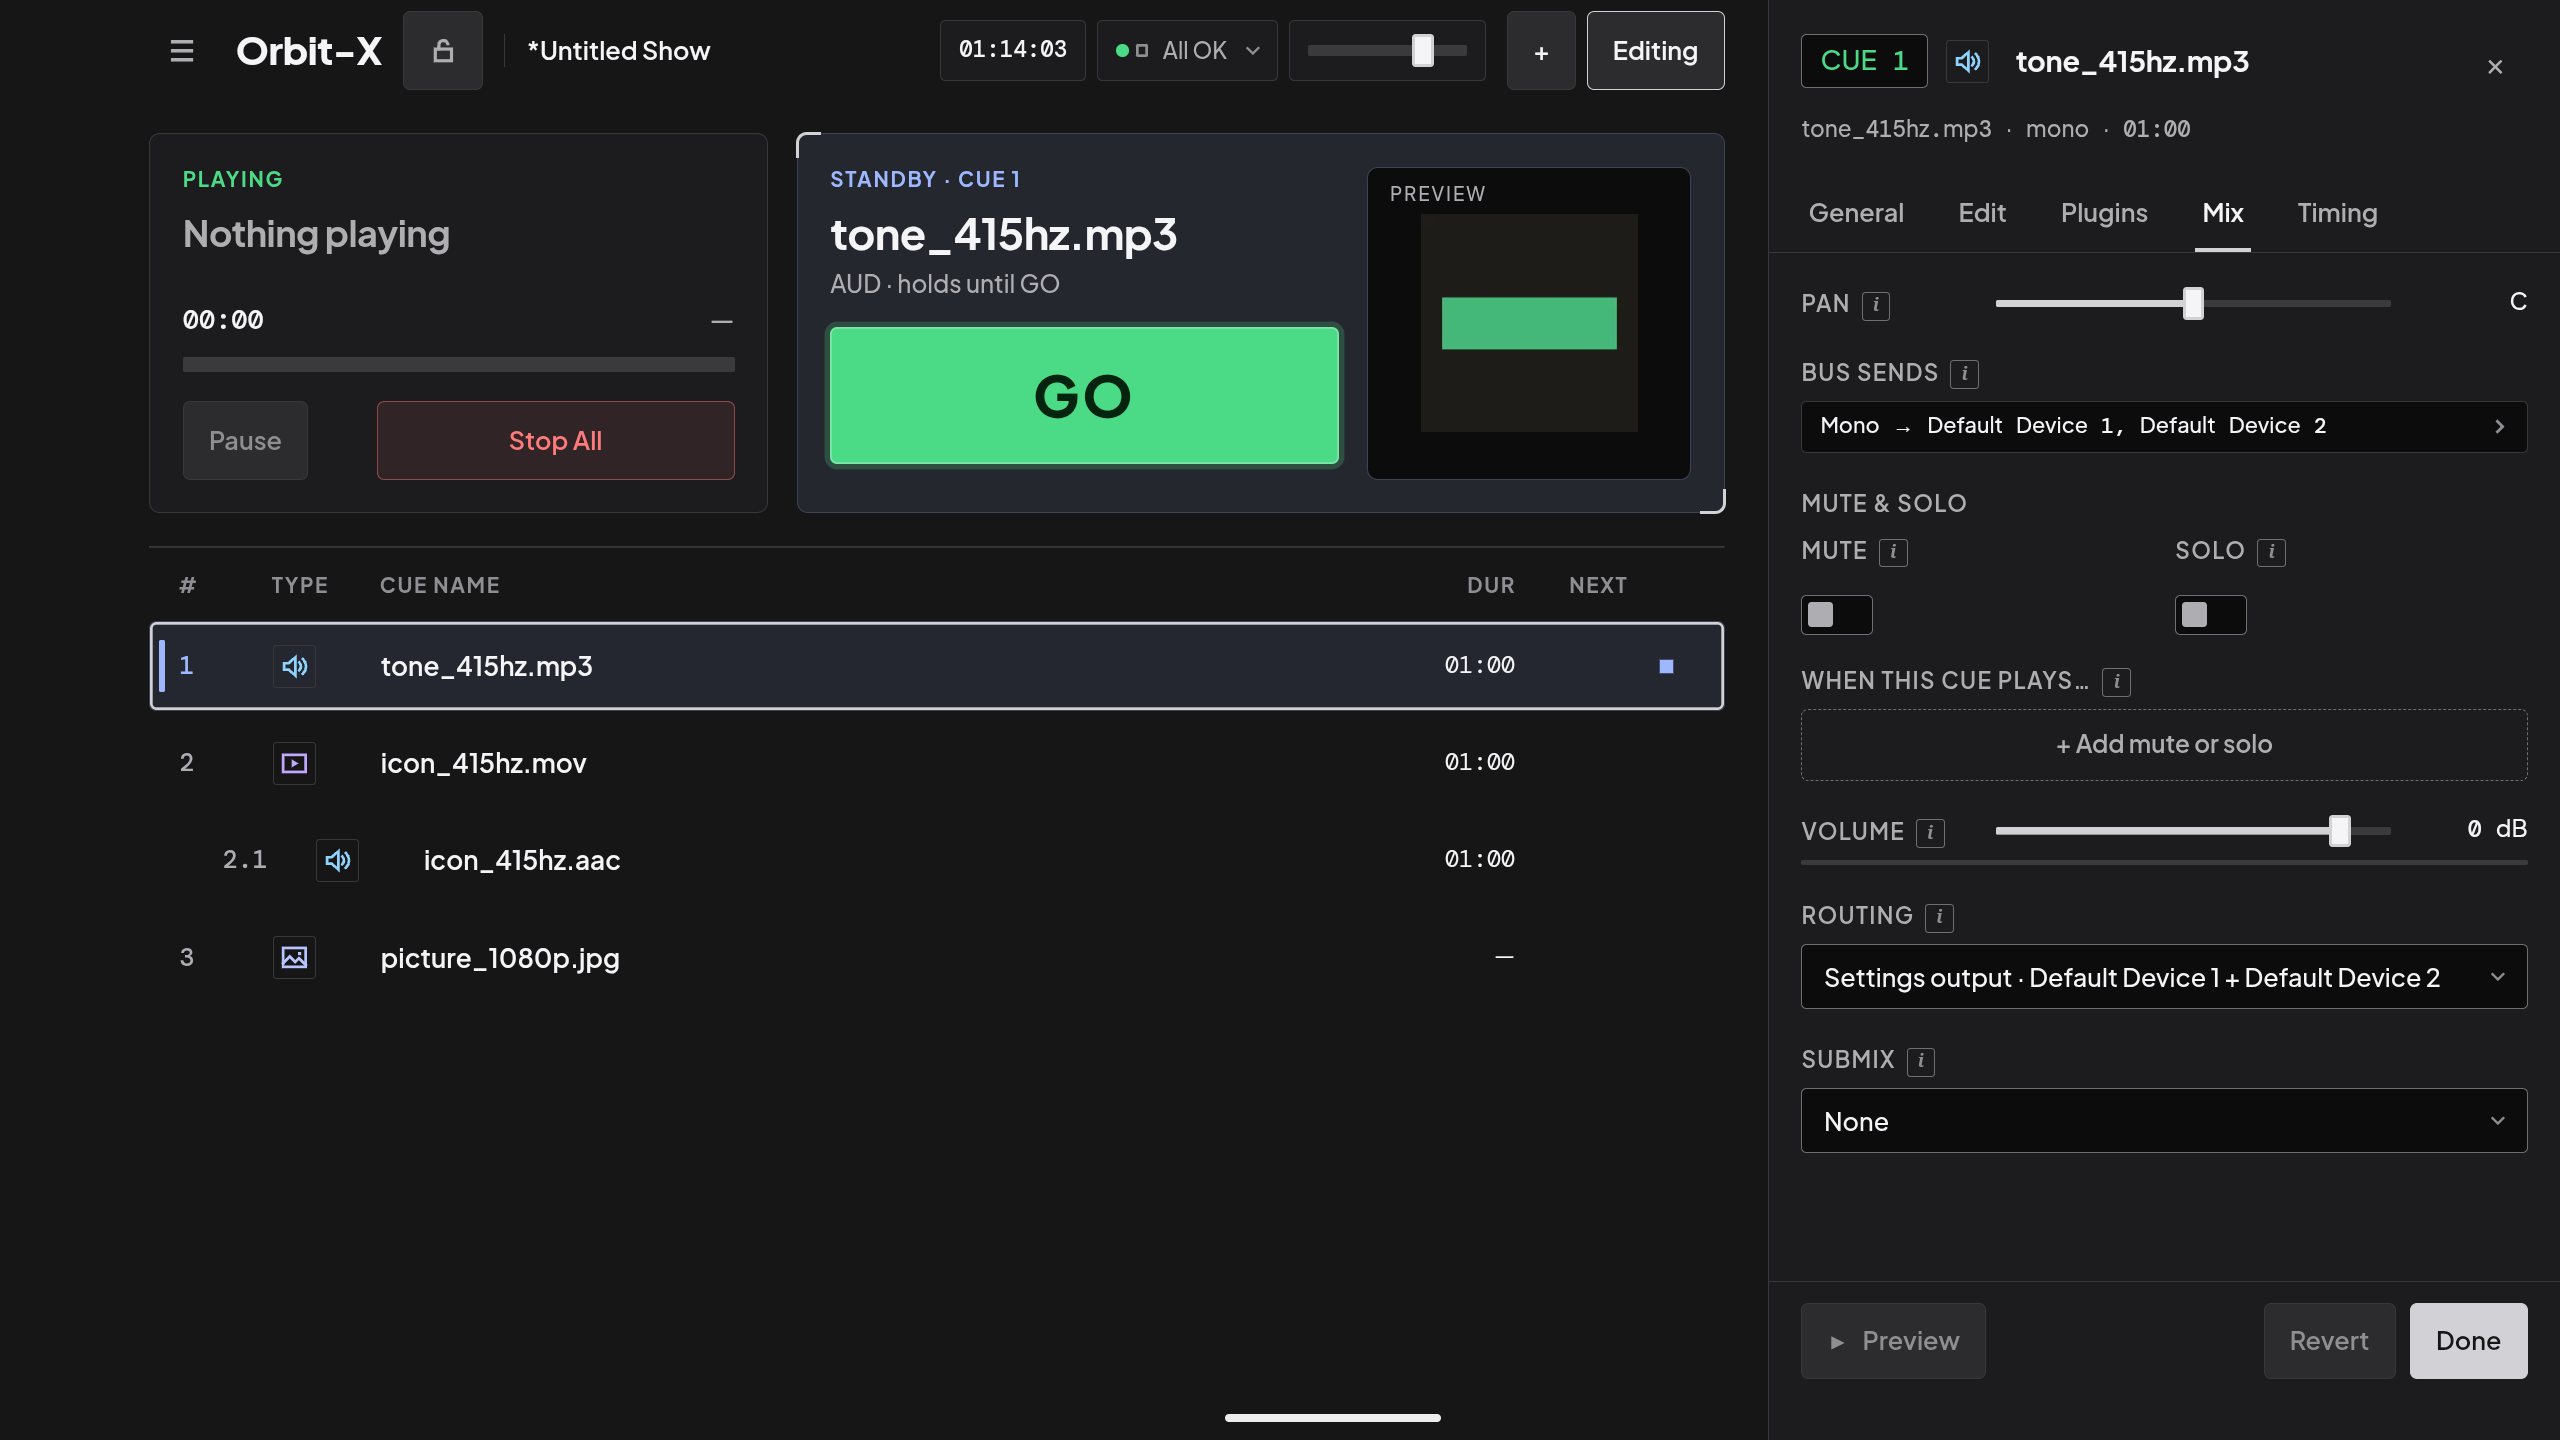 Orbit-X
*Untitled Show
01:14:03
All OK
+
Editing
PLAYING
Nothing playing
00:00
—
Pause
Stop All
STANDBY · CUE 1
tone_415hz.mp3
AUD · holds until GO
GO
PREVIEW
# TYPE CUE NAME DUR NEXT
1 tone_415hz.mp3 01:00
2 icon_415hz.mov 01:00
2.1 icon_415hz.aac 01:00
3 picture_1080p.jpg —
CUE 1
tone_415hz.mp3
×
tone_415hz.mp3 · mono · 01:00
General Edit Plugins Mix Timing
PAN i C
BUS SENDS i
Mono → Default Device 1, Default Device 2
MUTE & SOLO
MUTE i SOLO i
WHEN THIS CUE PLAYS… i
+ Add mute or solo
VOLUME i 0 dB
ROUTING i
Settings output · Default Device 1 + Default Device 2
SUBMIX i
None
Preview
Revert
Done